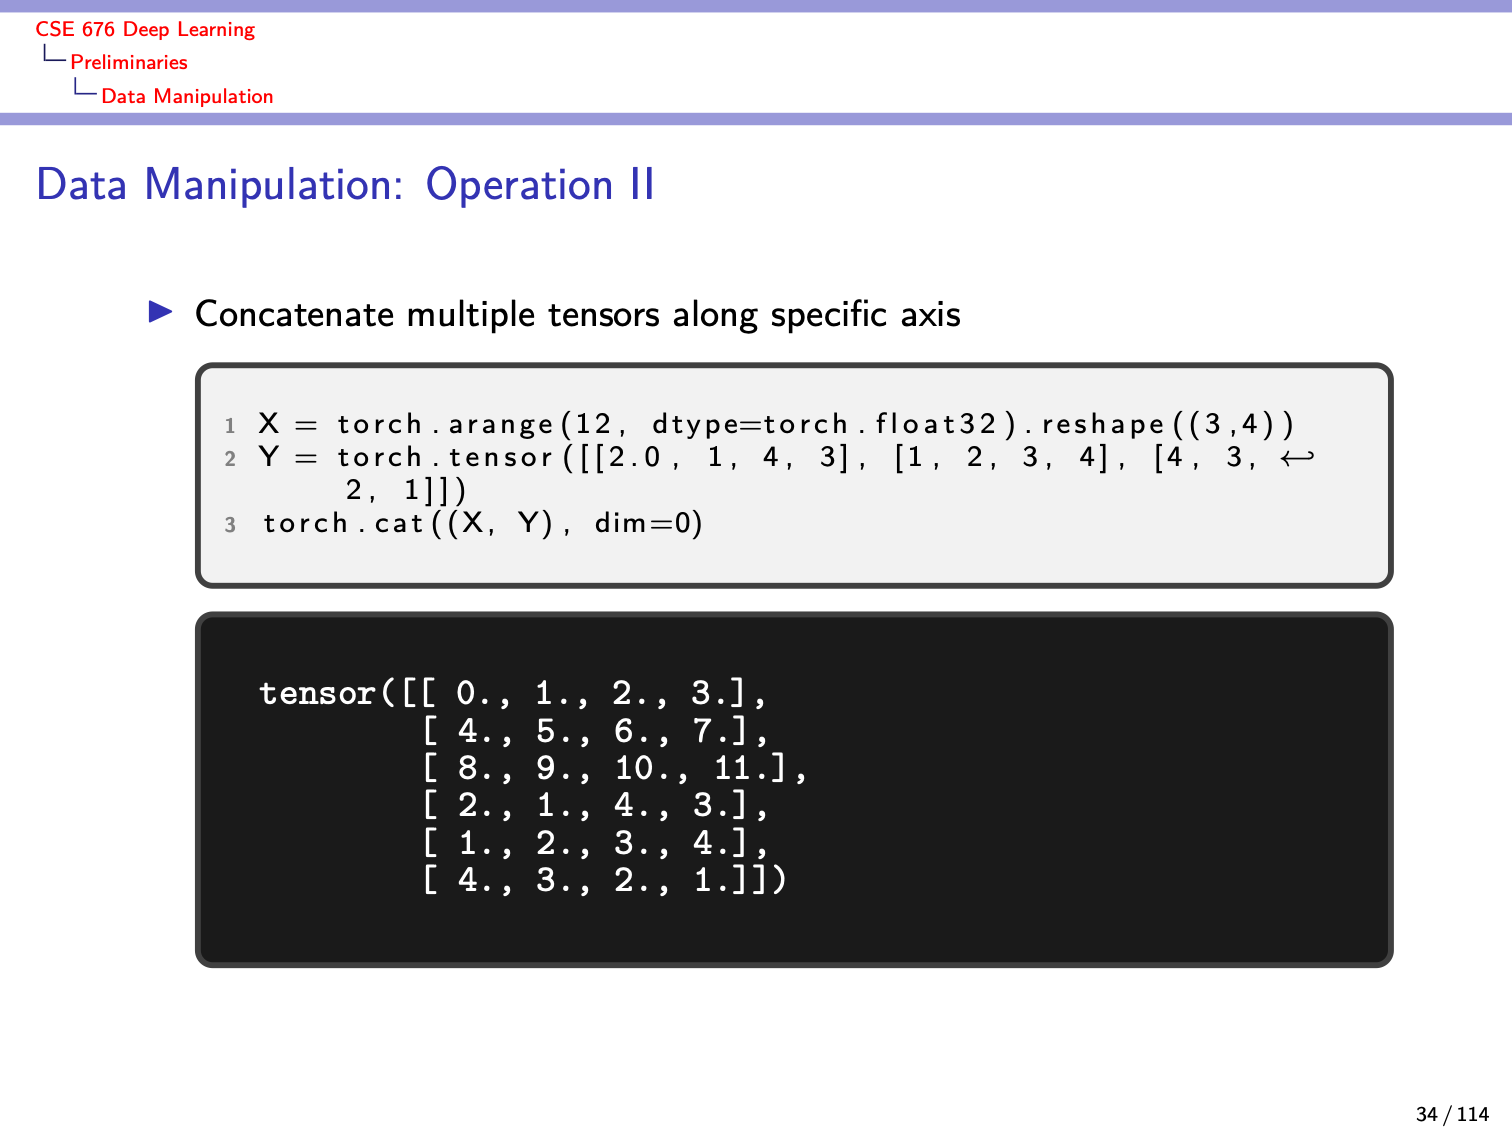 CSE 676 Deep Learning
Preliminaries
Data Manipulation
Data Manipulation: Operation II
Concatenate multiple tensors along specific axis
1 X = torch.arange(12, dtype=torch.float32).reshape((3,4))
2 Y = torch.tensor([[2.0, 1, 4, 3], [1, 2, 3, 4], [4, 3, ↩
2, 1]])
3 torch.cat((X, Y), dim=0)
tensor([[ 0., 1., 2., 3.],
[ 4., 5., 6., 7.],
[ 8., 9., 10., 11.],
[ 2., 1., 4., 3.],
[ 1., 2., 3., 4.],
[ 4., 3., 2., 1.]])
34 / 114